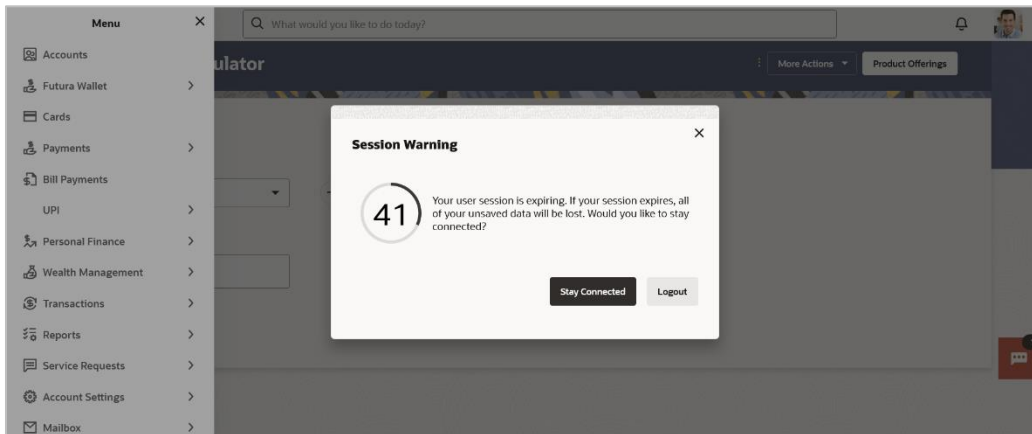 Menu
What would you like to do today?
Accounts
ulator
More Actions
Product Offerings
Futura Wallet
Cards
Payments
Bill Payments
UPI
Personal Finance
Wealth Management
Transactions
Reports
Service Requests
Account Settings
Mailbox
Session Warning
41
Your user session is expiring. If your session expires, all
of your unsaved data will be lost. Would you like to stay
connected?
Stay Connected
Logout